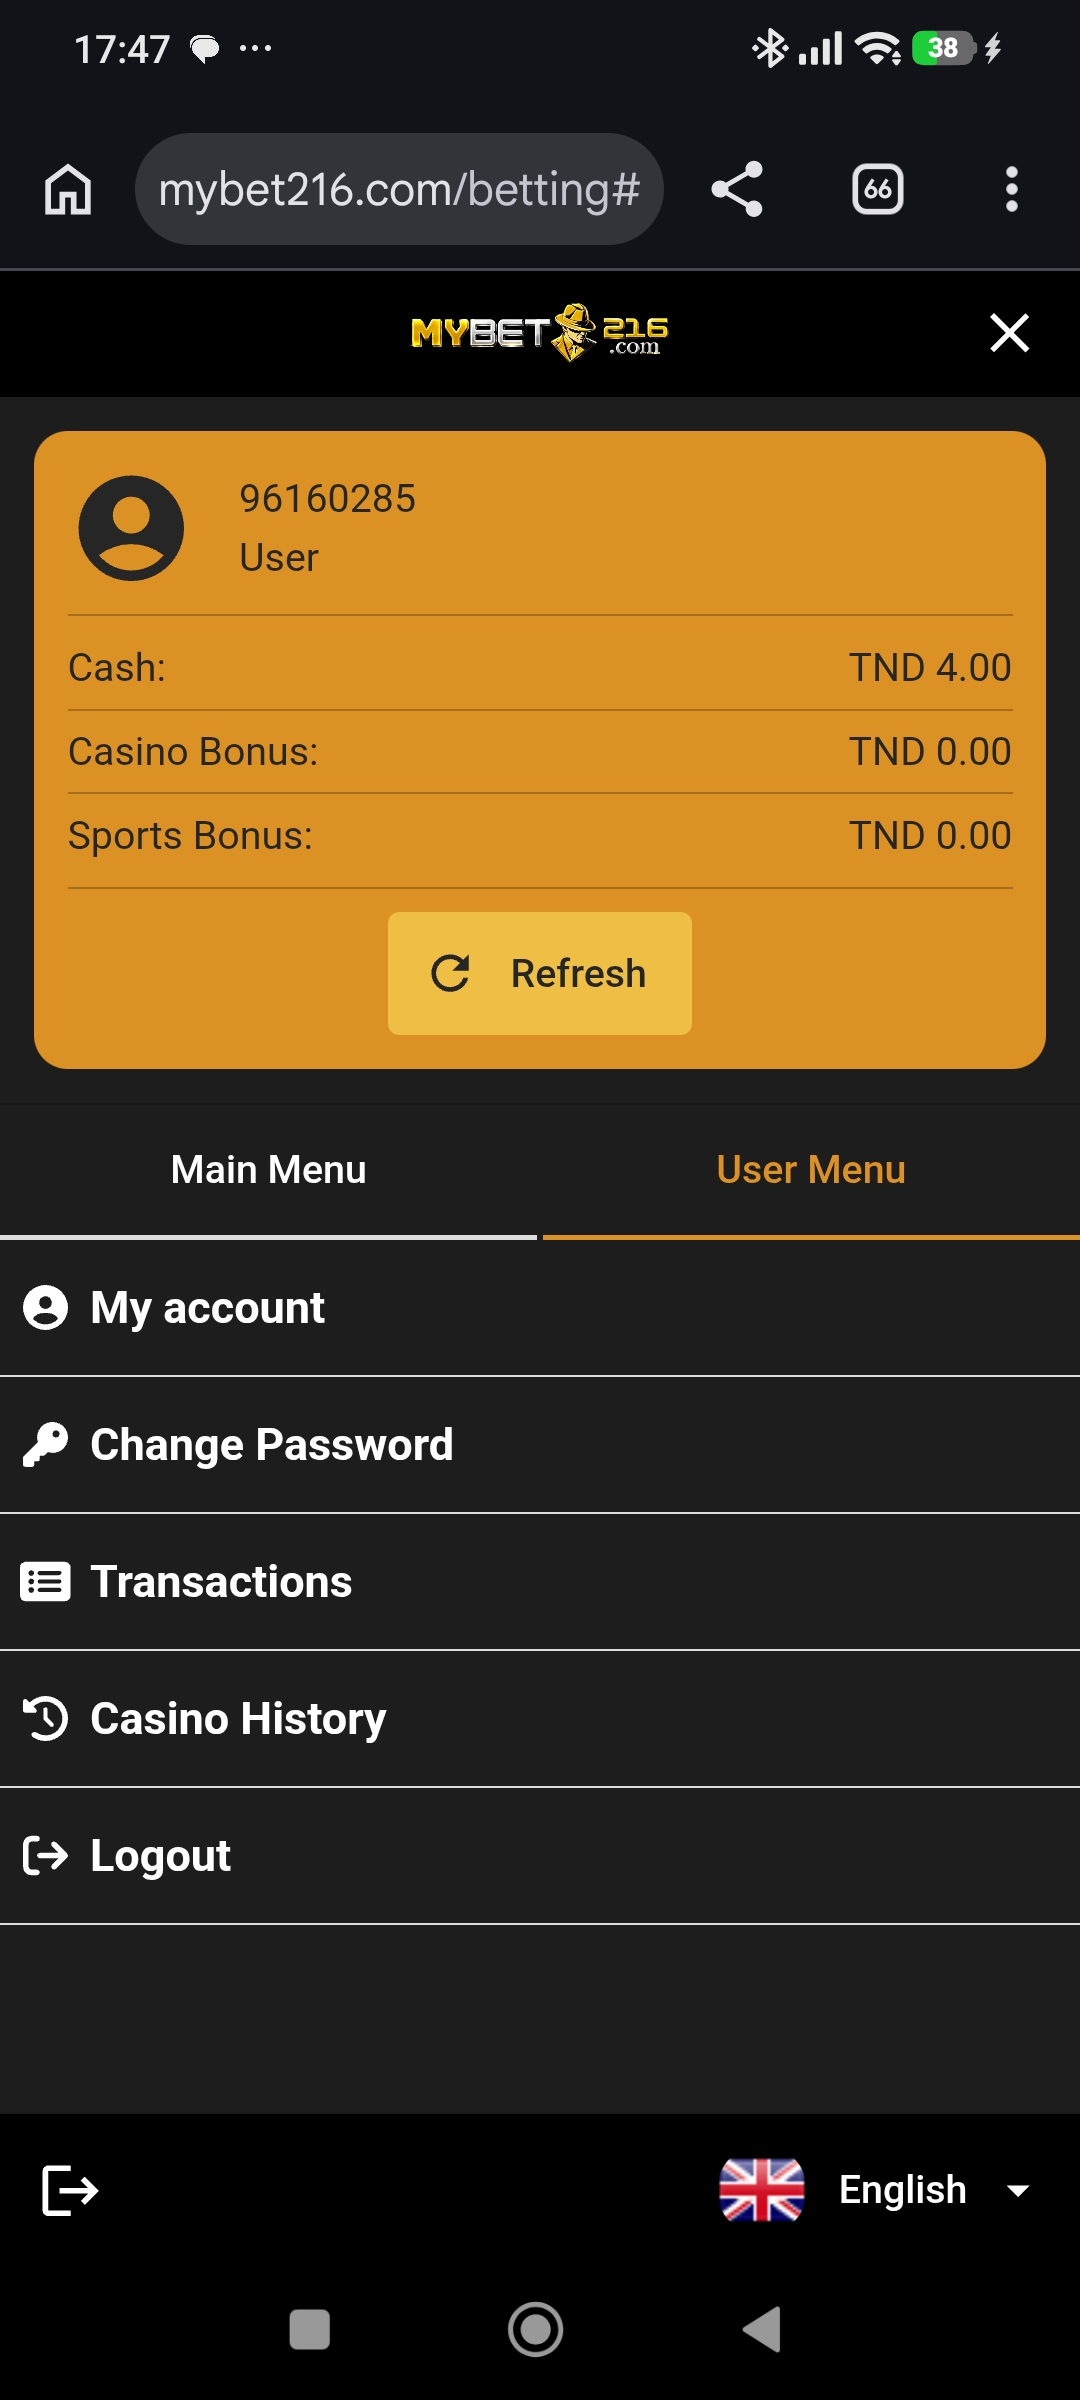 17:47
38
mybet216.com/betting#
66
MYBET 216
.com
96160285
User
Cash: TND 4.00
Casino Bonus: TND 0.00
Sports Bonus: TND 0.00
Refresh
Main Menu User Menu
My account
Change Password
Transactions
Casino History
Logout
English